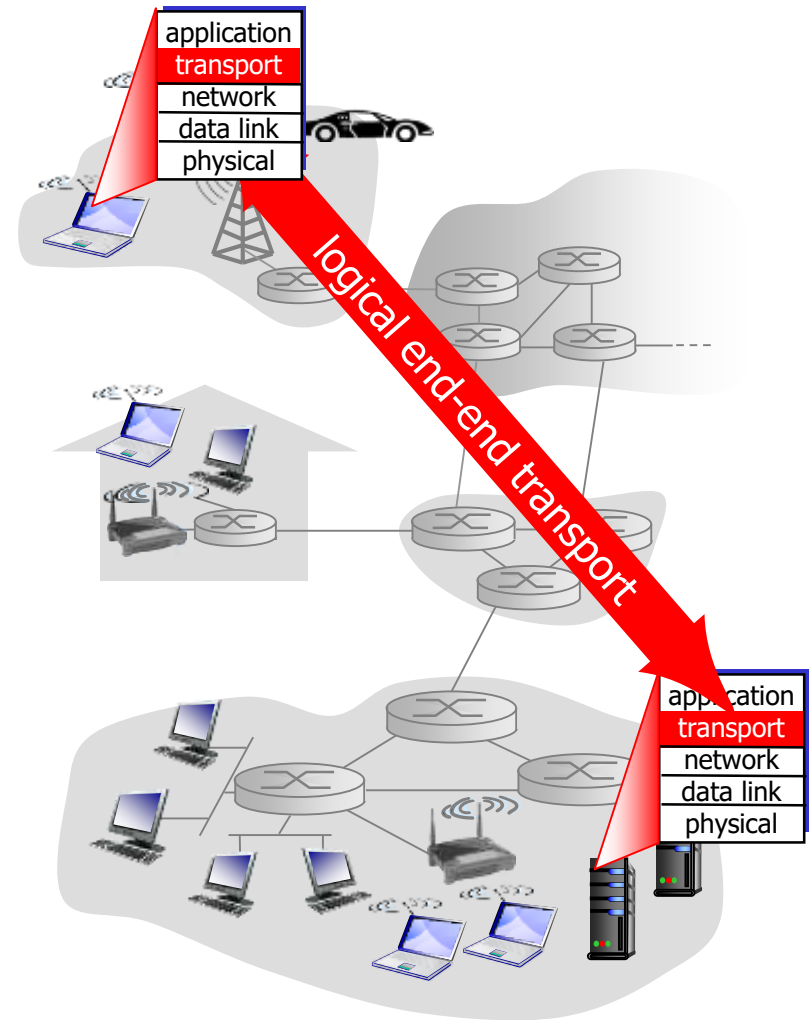 application
transport
network
data link
physical
logical end-end transport
application
transport
network
data link
physical